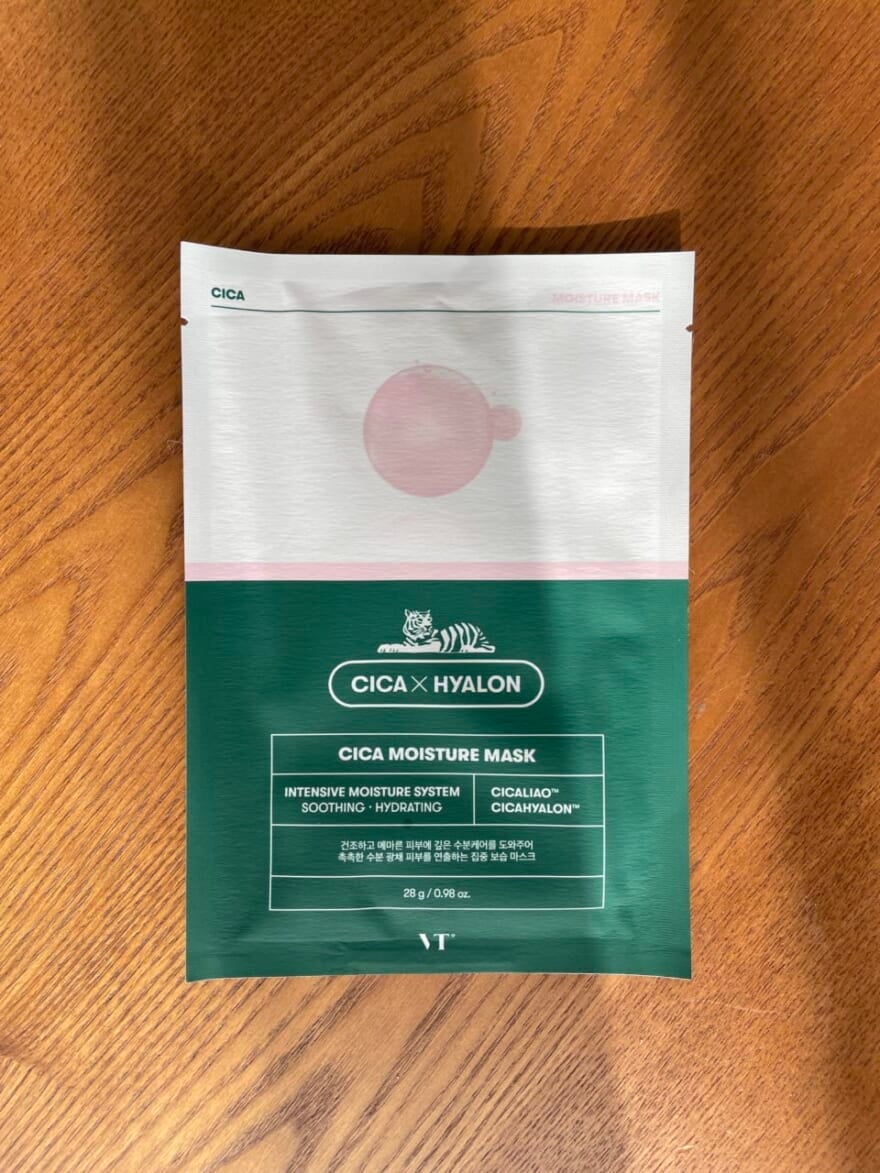 CICA
MOISTURE MASK
CICA × HYALON
CICA MOISTURE MASK
INTENSIVE MOISTURE SYSTEM
SOOTHING · HYDRATING
CICALIAO™
CICAHYALON™
건조하고 메마른 피부에 깊은 수분케어를 도와주어
촉촉한 수분 광채 피부를 연출하는 집중 보습 마스크
28 g / 0.98 oz.
VT®